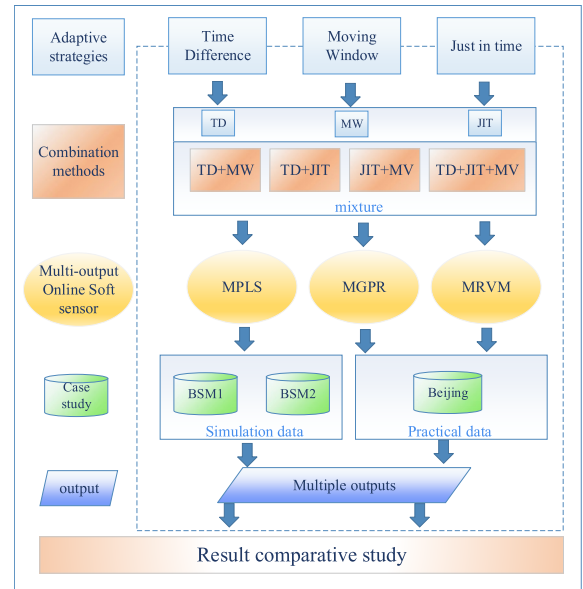 Adaptive
strategies
Time
Difference
Moving
Window
Just in time
TD
MW
JIT
Combination
methods
TD+MW
TD+JIT
JIT+MV
TD+JIT+MV
mixture
Multi-output
Online Soft
sensor
MPLS
MGPR
MRVM
Case
study
BSM1
BSM2
Beijing
Simulation data
Practical data
output
Multiple outputs
Result comparative study